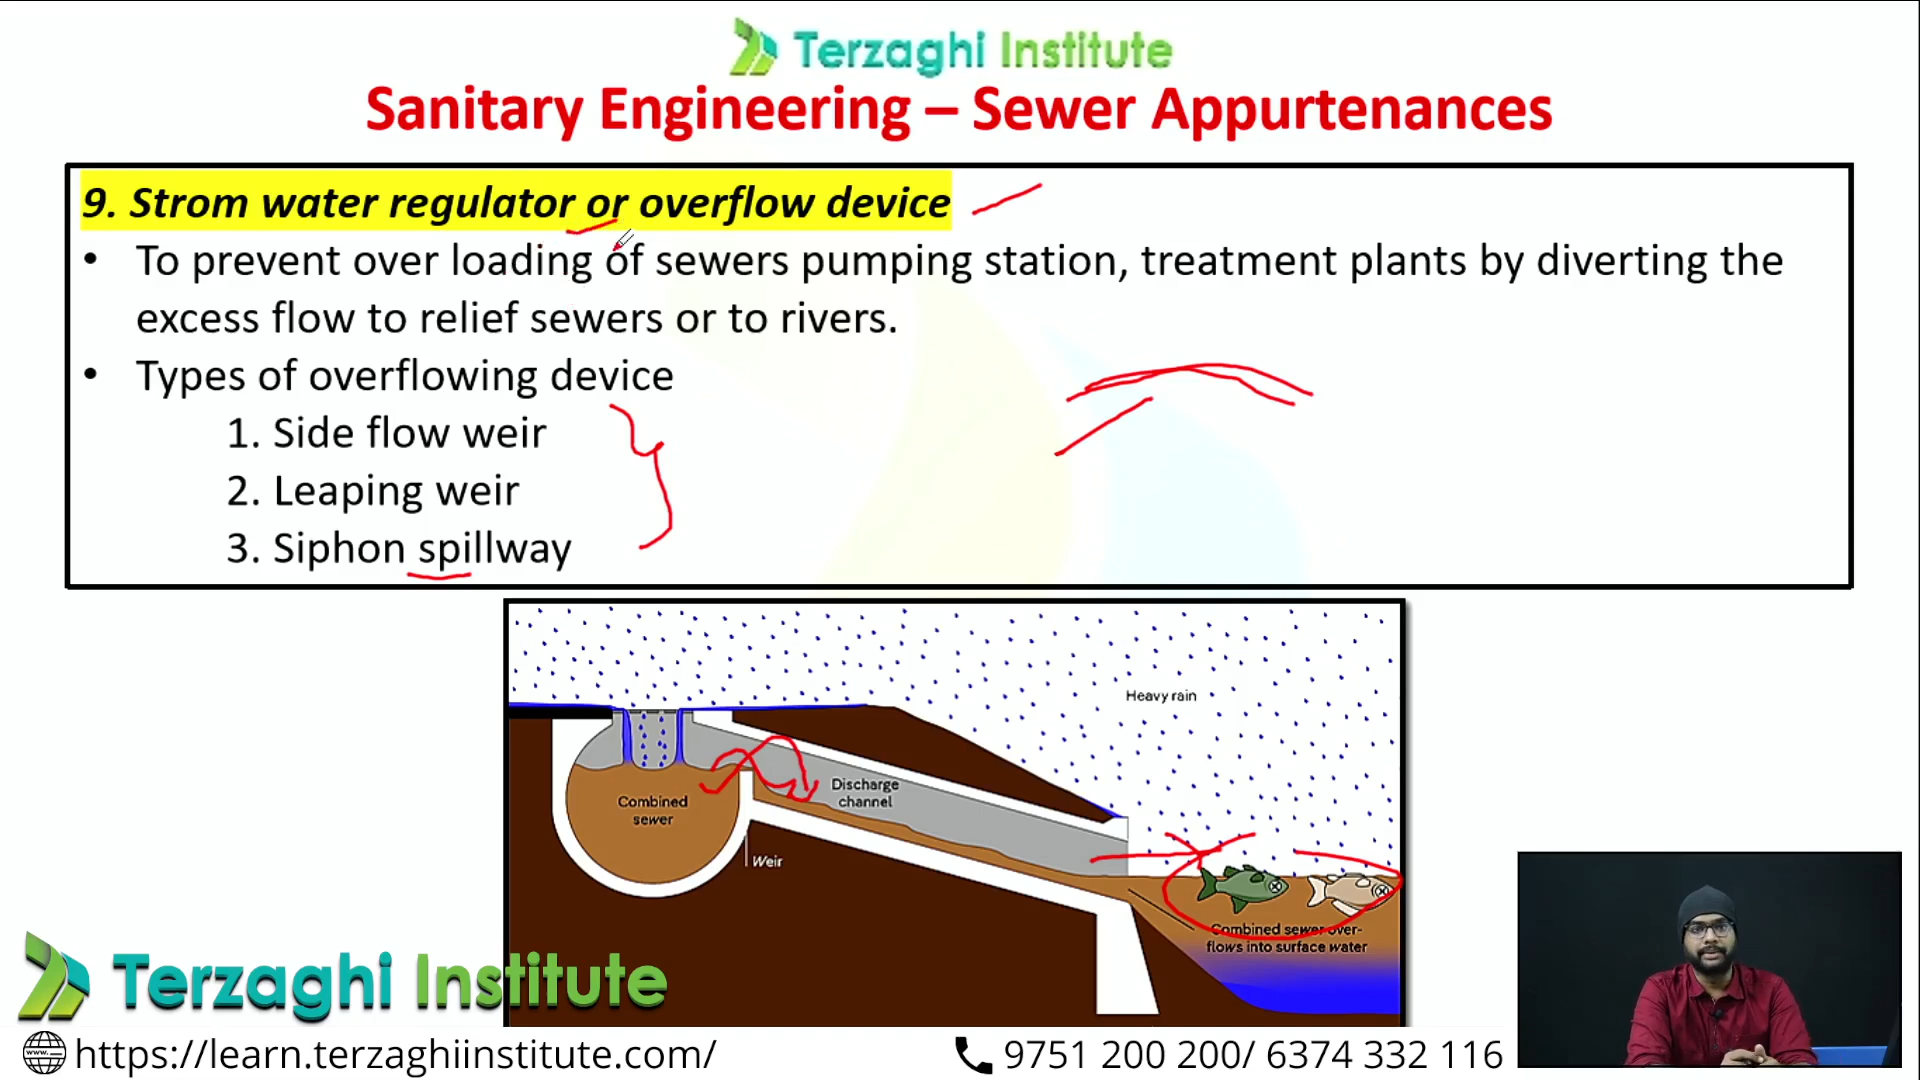 Terzaghi Institute
Sanitary Engineering – Sewer Appurtenances
9. Strom water regulator or overflow device
• To prevent over loading of sewers pumping station, treatment plants by diverting the
excess flow to relief sewers or to rivers.
• Types of overflowing device
1. Side flow weir
2. Leaping weir
3. Siphon spillway
Heavy rain
Discharge
channel
Combined
sewer
Weir
Combined sewer over-
flows into surface water
Terzaghi Institute
www.
https://learn.terzaghiinstitute.com/
9751 200 200/ 6374 332 116